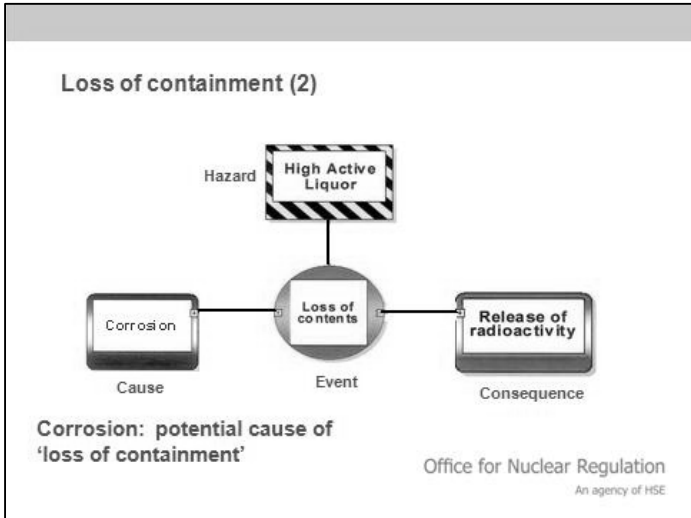 Loss of containment (2)
Hazard
High Active
Liquor
Corrosion
Loss of
contents
Release of
radioactivity
Cause
Event
Consequence
Corrosion:  potential cause of
‘loss of containment’
Office for Nuclear Regulation
An agency of HSE